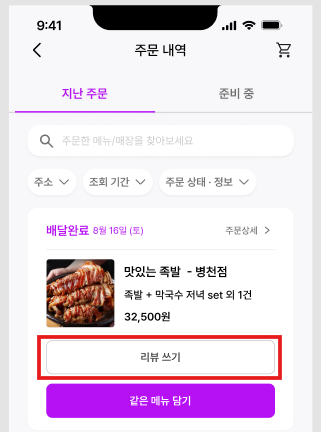 9:41
주문 내역
지난 주문
준비 중
주문한 메뉴/매장을 찾아보세요
주소
조회 기간
주문 상태 · 정보
배달완료 8월 16일 (토)
주문상세
맛있는 족발 - 병천점
족발 + 막국수 저녁 set 외 1건
32,500원
리뷰 쓰기
같은 메뉴 담기